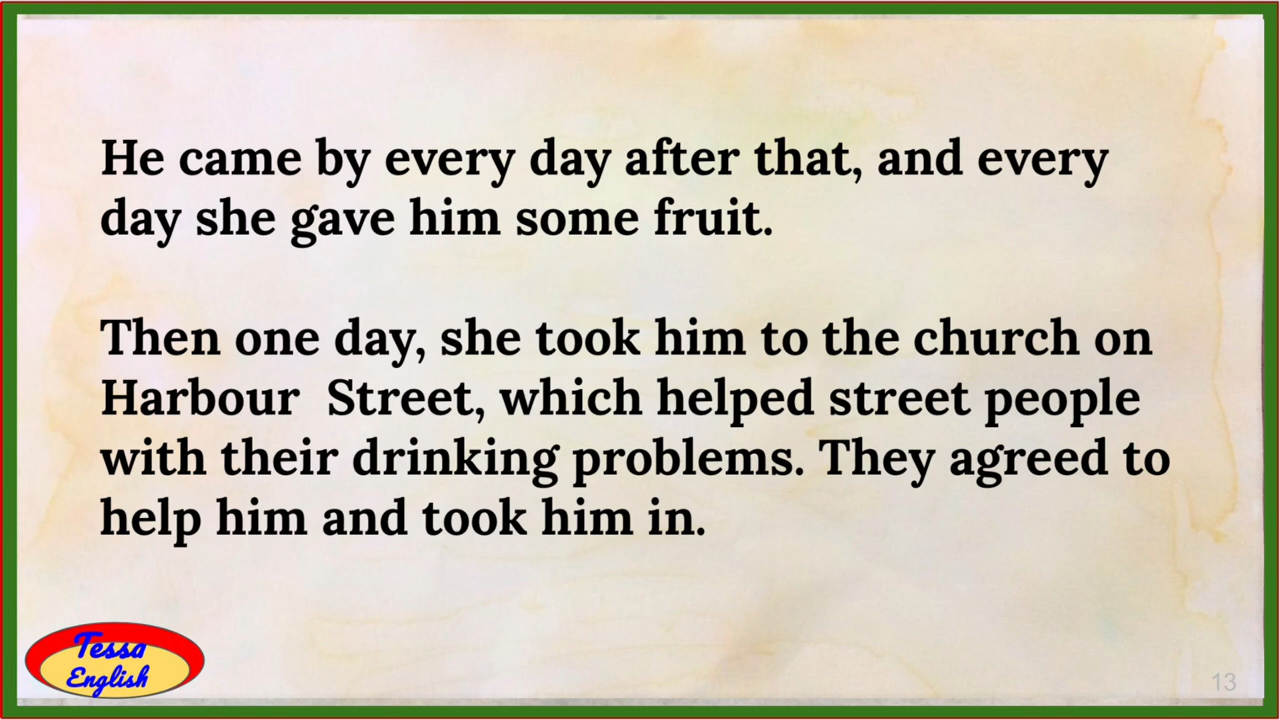 He came by every day after that, and every
day she gave him some fruit.
Then one day, she took him to the church on
Harbour  Street, which helped street people
with their drinking problems. They agreed to
help him and took him in.
Tessa
English
13